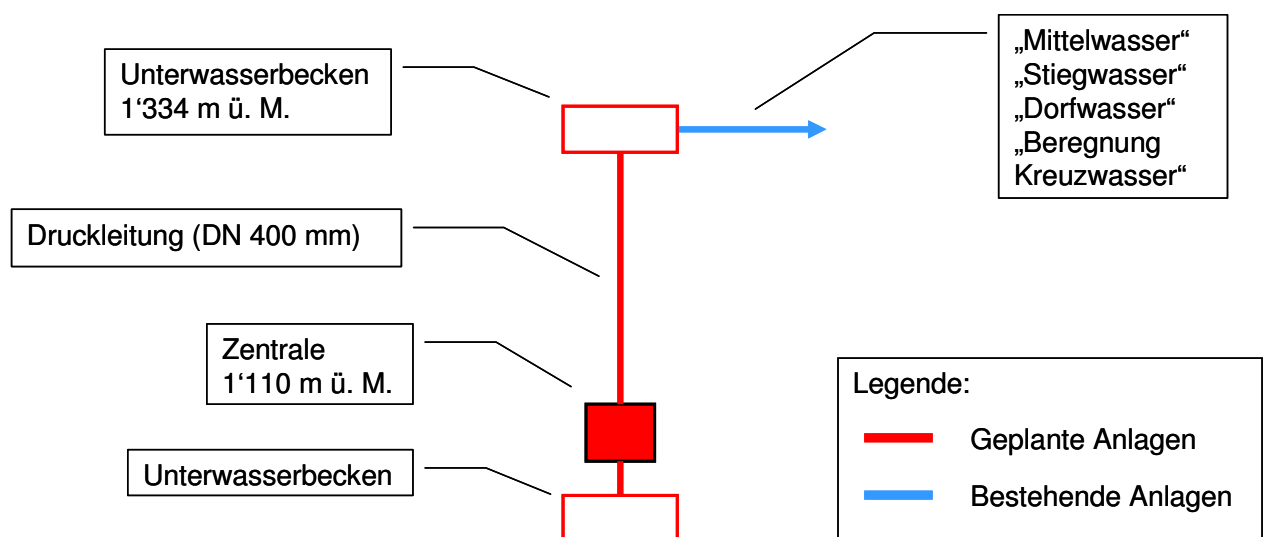 Unterwasserbecken
1‘334 m ü. M.
„Mittelwasser“
„Stiegwasser“
„Dorfwasser“
„Beregnung
Kreuzwasser“
Druckleitung (DN 400 mm)
Zentrale
1‘110 m ü. M.
Unterwasserbecken
Legende:
Geplante Anlagen
Bestehende Anlagen